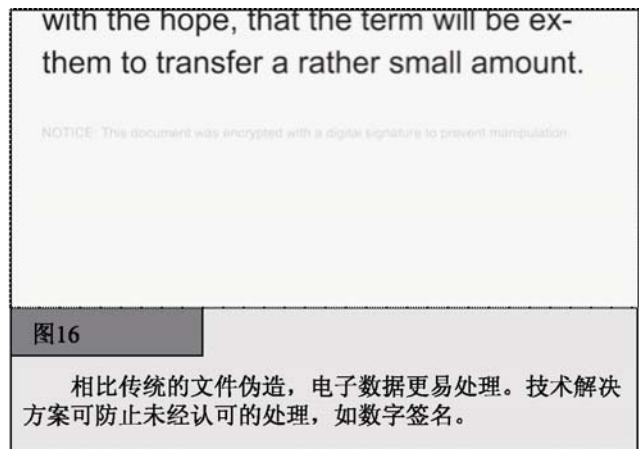 with the hope, that the term will be ex-
them to transfer a rather small amount.
NOTICE: This document was encrypted with a digital signature to prevent manipulation.
图16
相比传统的文件伪造，电子数据更易处理。技术解决
方案可防止未经认可的处理，如数字签名。